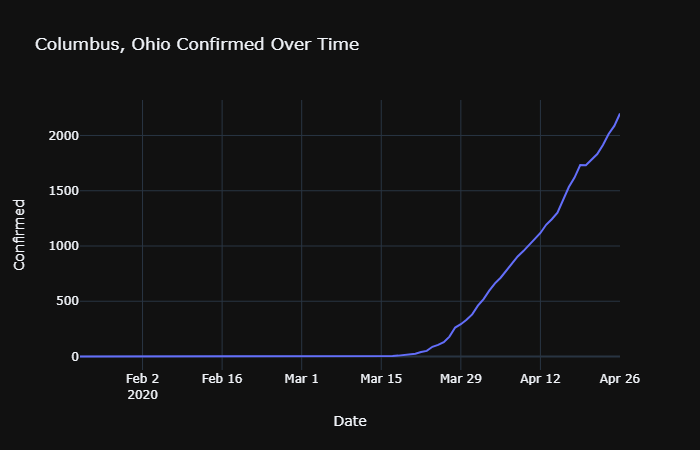 Columbus, Ohio Confirmed Over Time
Confirmed
2000
1500
1000
500
0
Feb 2
2020
Feb 16
Mar 1
Mar 15
Mar 29
Apr 12
Apr 26
Date